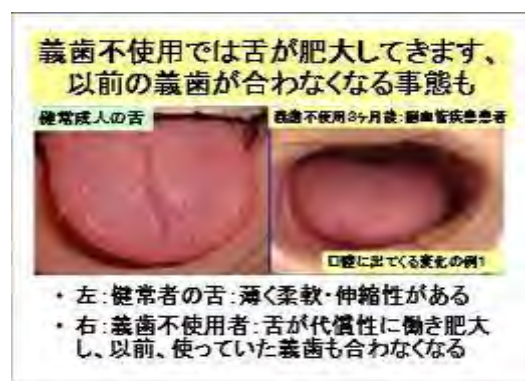 義歯不使用では舌が肥大してきます、
以前の義歯が合わなくなる事態も
健常成人の舌
義歯不使用3ヶ月後:脳血管疾患患者
口腔に出てくる変化の例1
・左:健常者の舌:薄く柔軟・伸縮性がある
・右:義歯不使用者:舌が代償性に働き肥大
し、以前、使っていた義歯も合わなくなる